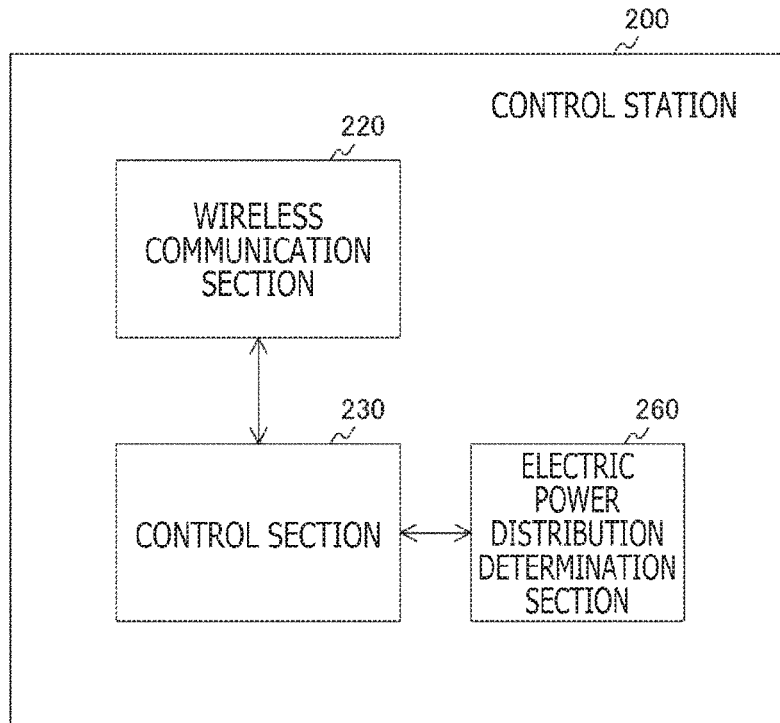 200
CONTROL STATION
220
WIRELESS
COMMUNICATION
SECTION
230
CONTROL SECTION
260
ELECTRIC
POWER
DISTRIBUTION
DETERMINATION
SECTION